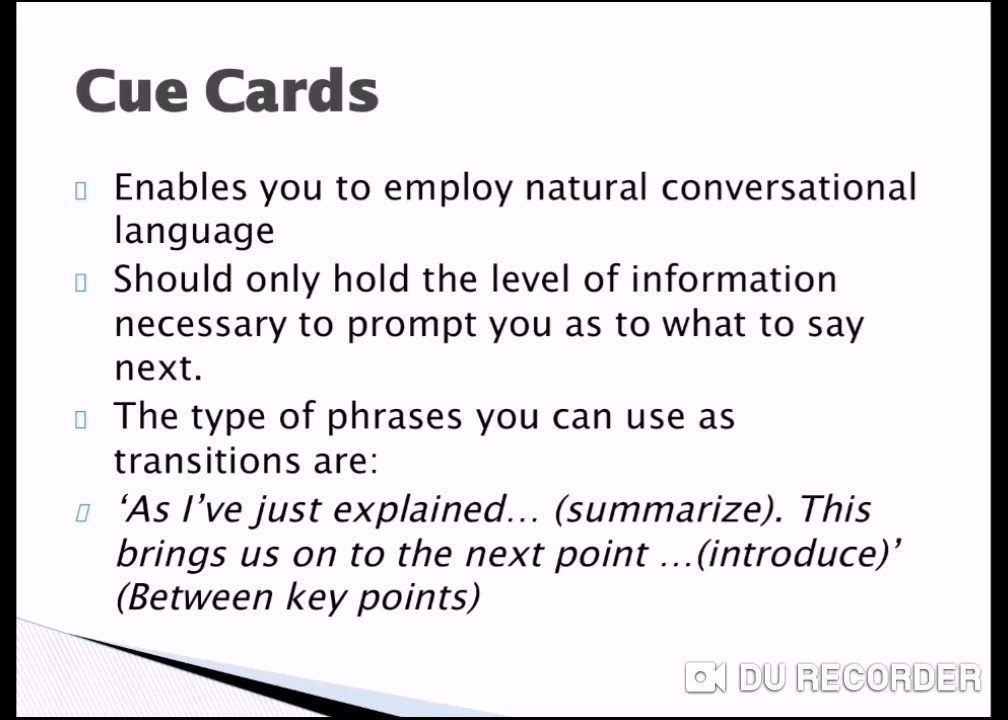 Cue Cards
Enables you to employ natural conversational
language
Should only hold the level of information
necessary to prompt you as to what to say
next.
The type of phrases you can use as
transitions are:
‘As I’ve just explained… (summarize). This
brings us on to the next point …(introduce)’
(Between key points)
DU RECORDER